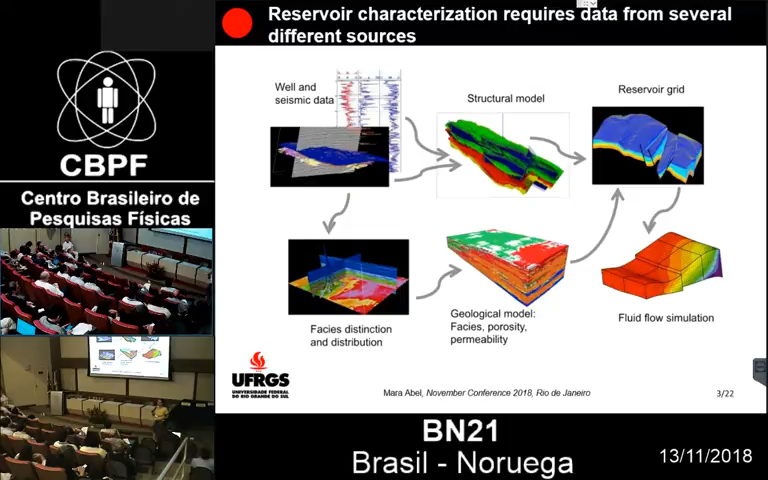 Reservoir characterization requires data from several
different sources
CBPF
Centro Brasileiro de
Pesquisas Físicas
Well and
seismic data
Structural model
Reservoir grid
Facies distinction
and distribution
Geological model:
Facies, porosity,
permeability
Fluid flow simulation
UFRGS
UNIVERSIDADE FEDERAL
DO RIO GRANDE DO SUL
Mara Abel, November Conference 2018, Rio de Janeiro
3/22
BN21
Brasil - Noruega
13/11/2018